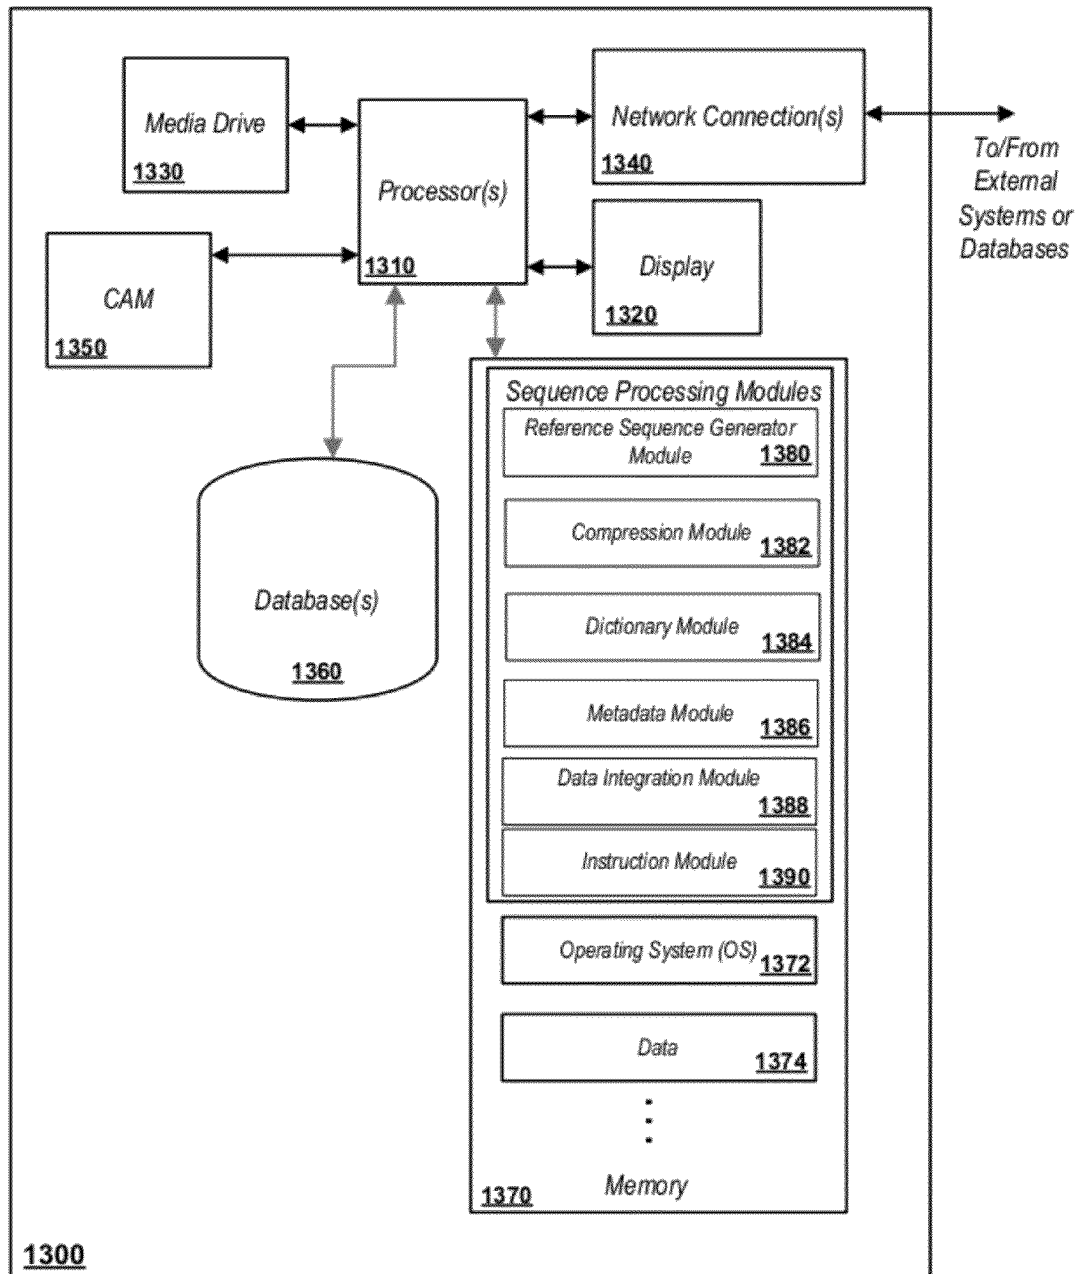 Media Drive
1330
Processor(s)
1310
Network Connection(s)
1340
To/From
External
Systems or
Databases
CAM
1350
Display
1320
Sequence Processing Modules
Reference Sequence Generator
Module
1380
Compression Module
1382
Dictionary Module
1384
Metadata Module
1386
Data Integration Module
1388
Instruction Module
1390
Database(s)
1360
Operating System (OS)
1372
Data
1374
Memory
1370
1300